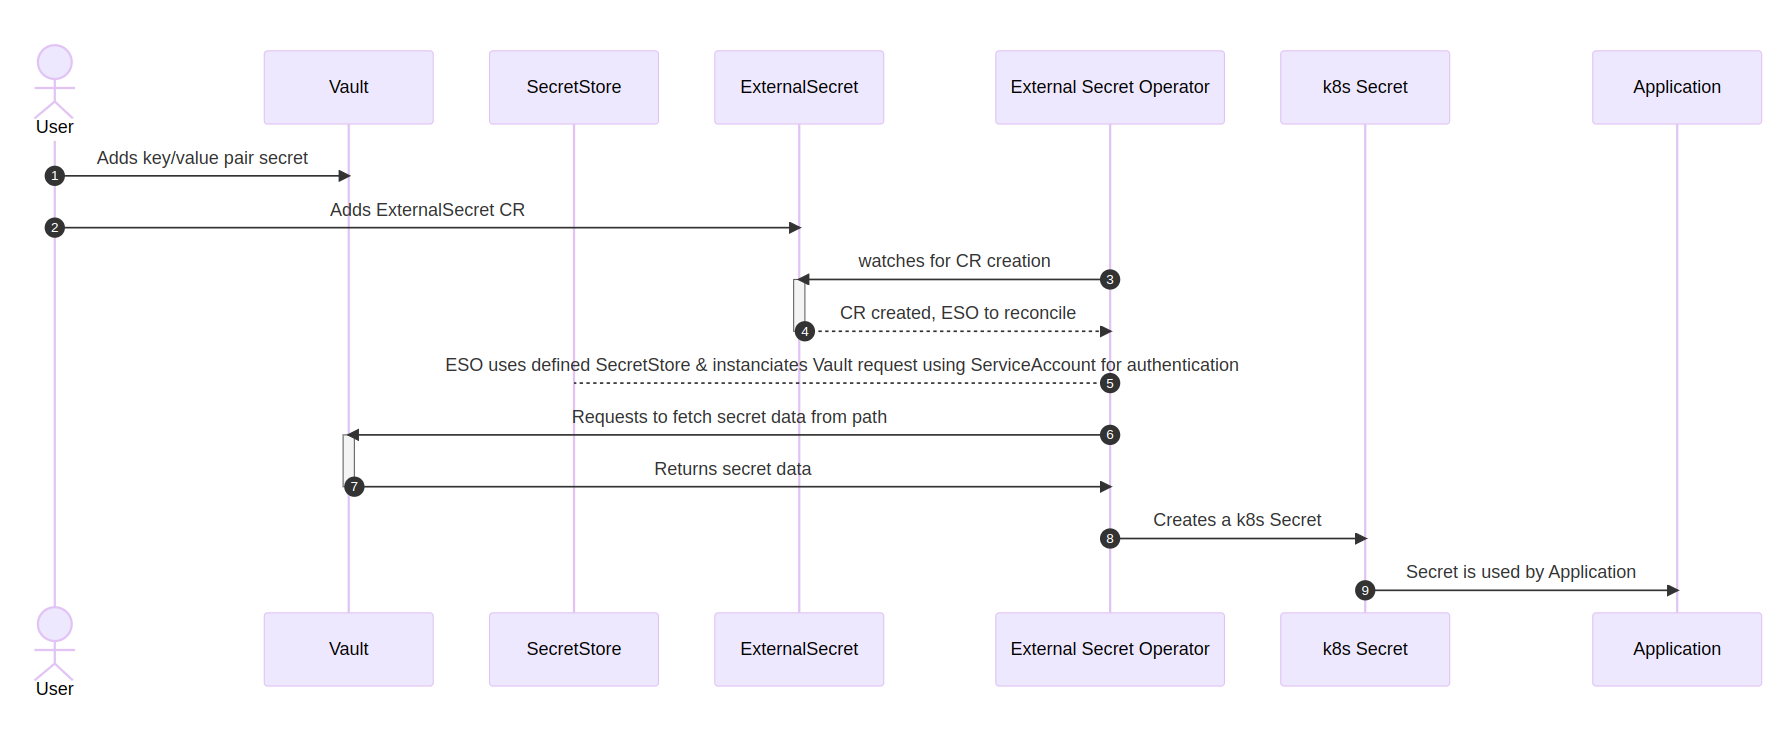 User
Vault
SecretStore
ExternalSecret
External Secret Operator
k8s Secret
Application
Adds key/value pair secret
1
Adds ExternalSecret CR
2
watches for CR creation
3
CR created, ESO to reconcile
4
ESO uses defined SecretStore & instanciates Vault request using ServiceAccount for authentication
5
Requests to fetch secret data from path
6
Returns secret data
7
Creates a k8s Secret
8
Secret is used by Application
9
User
Vault
SecretStore
ExternalSecret
External Secret Operator
k8s Secret
Application